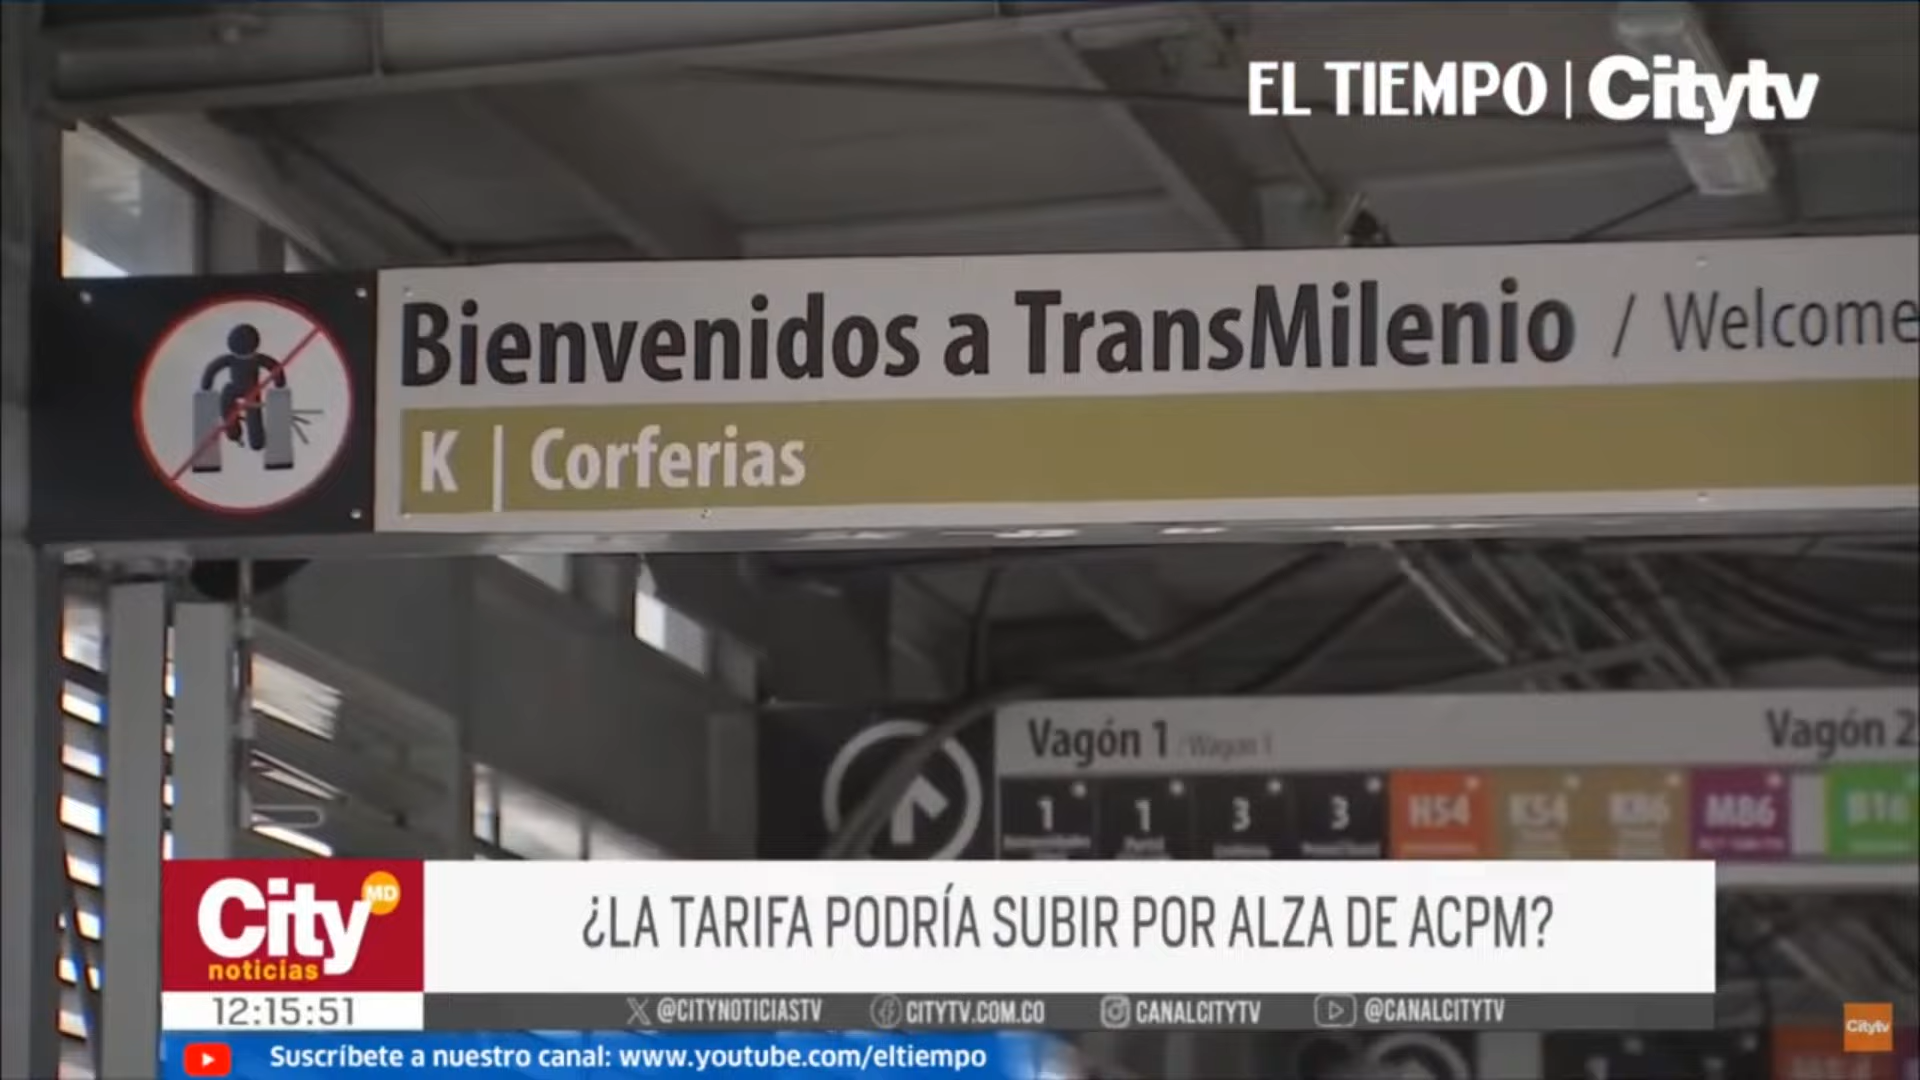 EL TIEMPO | Citytv
Bienvenidos a TransMilenio / Welcome
K | Corferias
Vagón 1 / Wagon 1
Vagón 2
1 1 3 3 H54 K54 K86 M86 B16
City MD
noticias
¿LA TARIFA PODRÍA SUBIR POR ALZA DE ACPM?
12:15:51
@CITYNOTICIASTV CITYTV.COM.CO CANALCITYTV @CANALCITYTV
Citytv
Suscríbete a nuestro canal: www.youtube.com/eltiempo